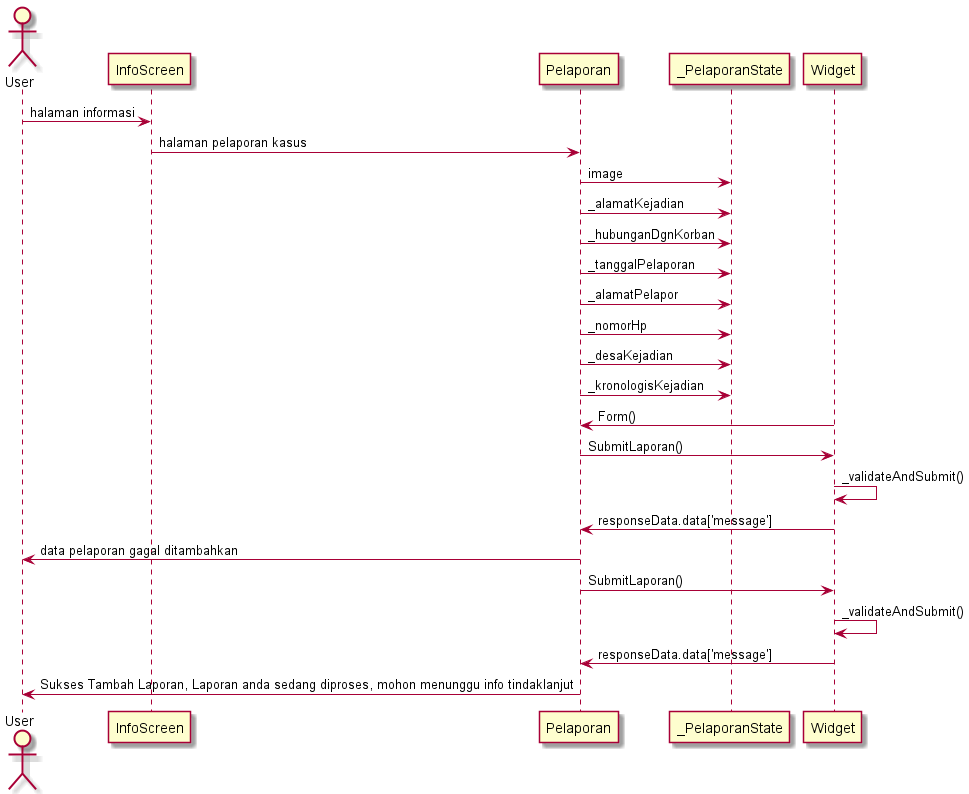 User
InfoScreen
Pelaporan
_PelaporanState
Widget
halaman informasi
halaman pelaporan kasus
image
_alamatKejadian
_hubunganDgnKorban
_tanggalPelaporan
_alamatPelapor
_nomorHp
_desaKejadian
_kronologisKejadian
Form()
SubmitLaporan()
_validateAndSubmit()
responseData.data['message']
data pelaporan gagal ditambahkan
SubmitLaporan()
_validateAndSubmit()
responseData.data['message']
Sukses Tambah Laporan, Laporan anda sedang diproses, mohon menunggu info tindaklanjut
User
InfoScreen
Pelaporan
_PelaporanState
Widget